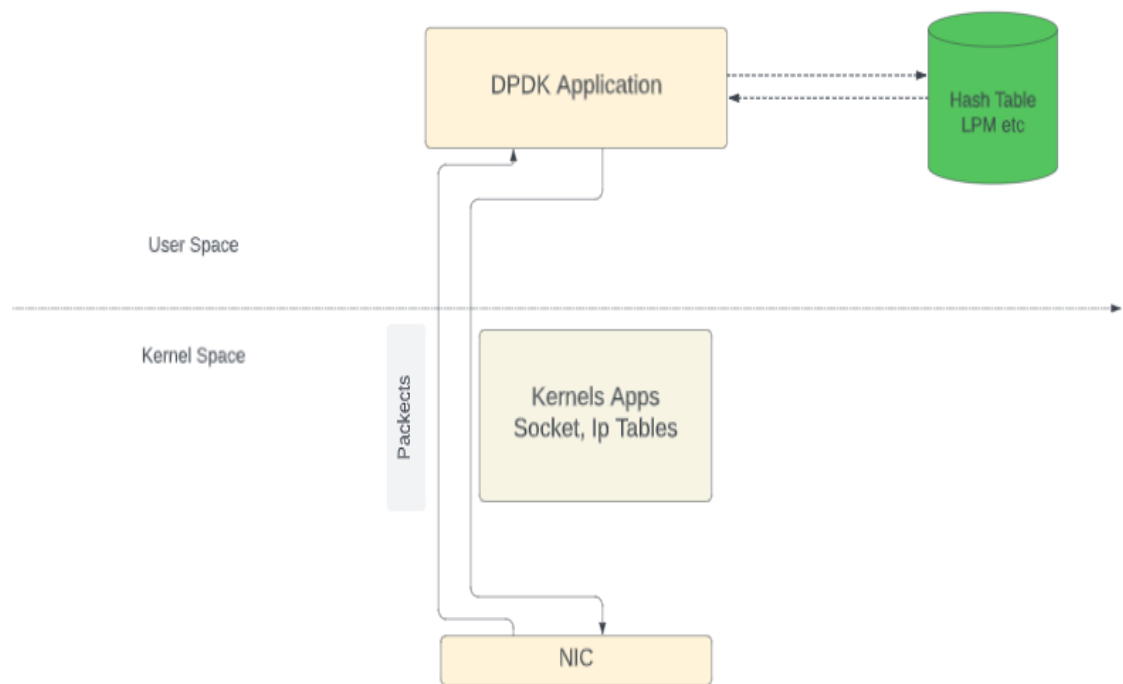 DPDK Application
Hash Table
LPM etc
User Space
Kernel Space
Packects
Kernels Apps
Socket, Ip Tables
NIC